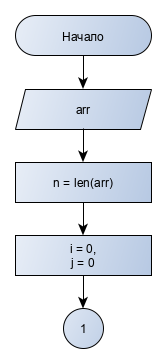 Начало
arr
n = len(arr)
i = 0,
j = 0
1